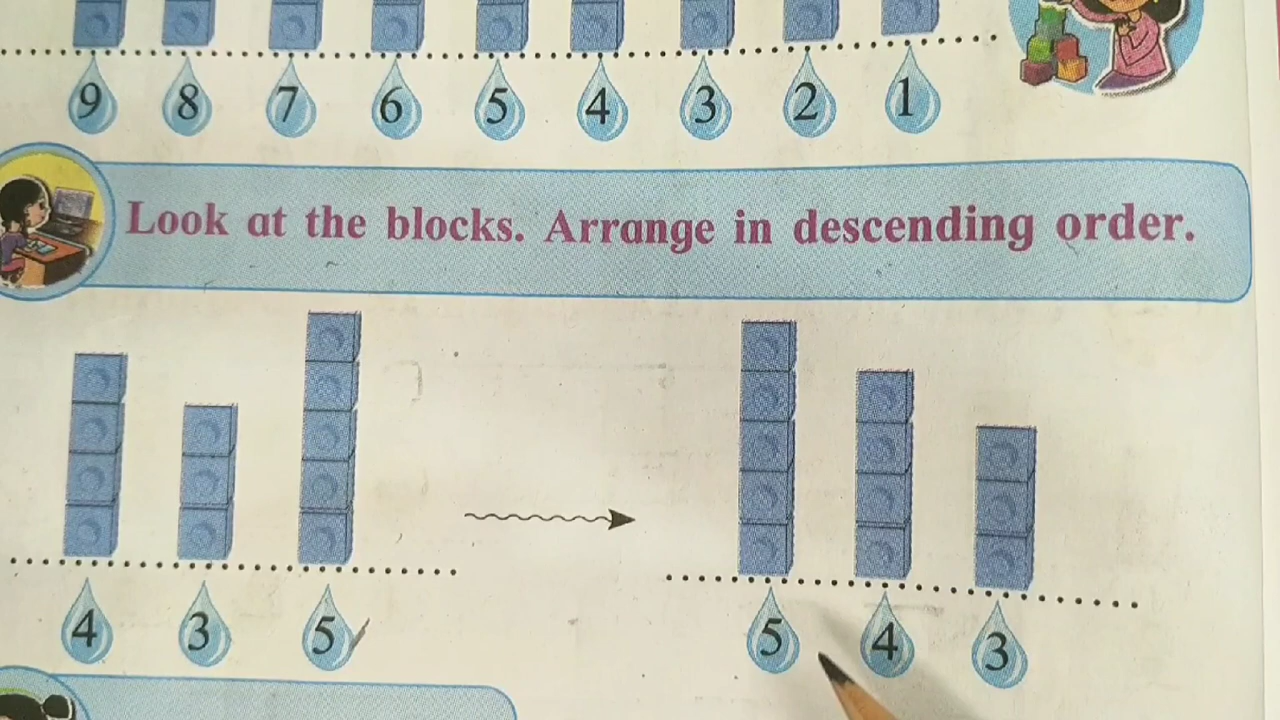 9 8 7 6 5 4 3 2 1
Look at the blocks. Arrange in descending order.
4 3 5 5 4 3